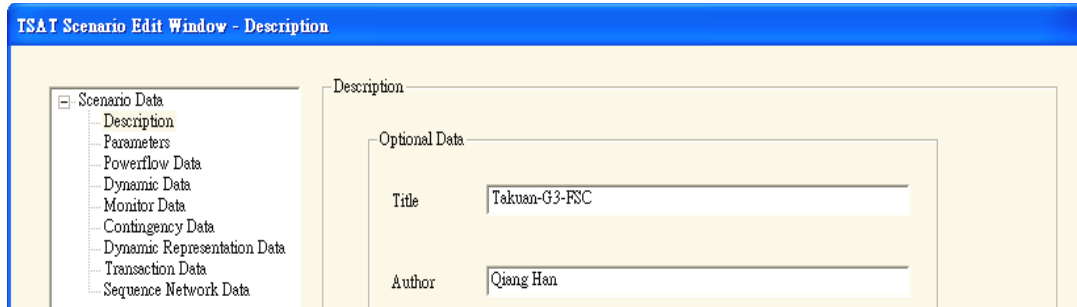 TSAT Scenario Edit Window - Description
Scenario Data
Description
Parameters
Powerflow Data
Dynamic Data
Monitor Data
Contingency Data
Dynamic Representation Data
Transaction Data
Sequence Network Data
Description
Optional Data
Title
Takuan-G3-FSC
Author
Qiang Han